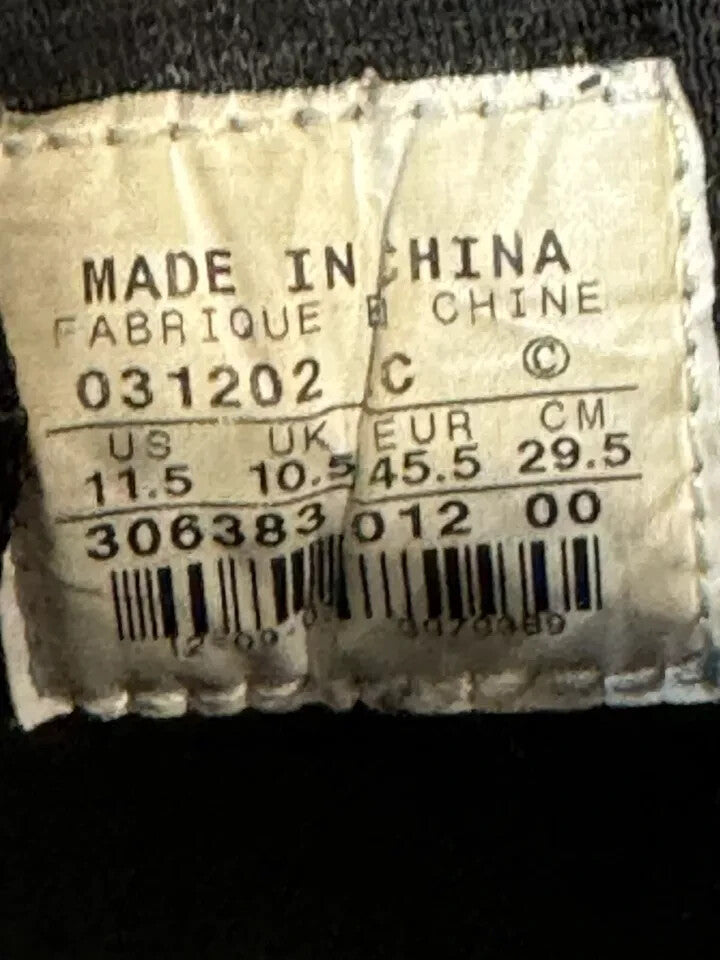 MADE IN CHINA
FABRIQUE E CHINE
031202 C ©
US UK EUR CM
11.5 10.5 45.5 29.5
306383 012 00